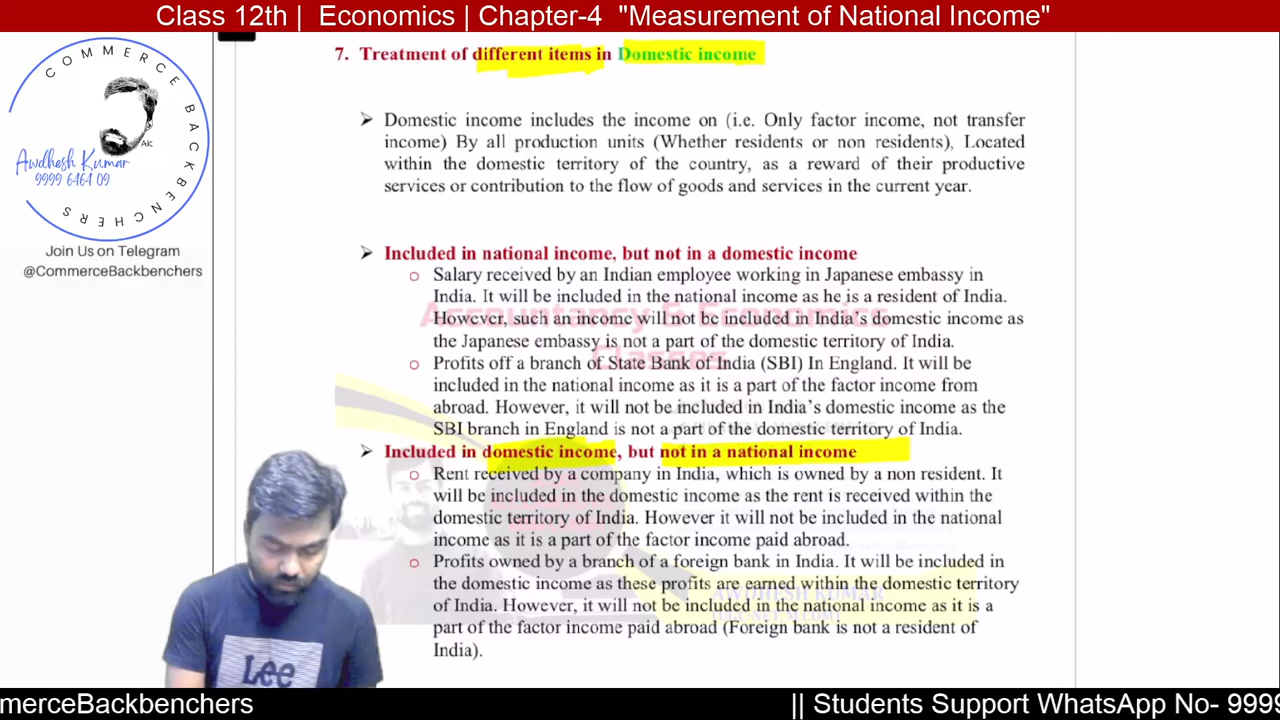 Class 12th | Economics | Chapter-4 "Measurement of National Income"
COMMERCE BACKBENCHERS
AK
Awdhesh Kumar
9999 6464 09
Join Us on Telegram
@CommerceBackbenchers
7. Treatment of different items in Domestic income
➢ Domestic income includes the income on (i.e. Only factor income, not transfer
income) By all production units (Whether residents or non residents), Located
within the domestic territory of the country, as a reward of their productive
services or contribution to the flow of goods and services in the current year.
➢ Included in national income, but not in a domestic income
o Salary received by an Indian employee working in Japanese embassy in
India. It will be included in the national income as he is a resident of India.
However, such an income will not be included in India's domestic income as
the Japanese embassy is not a part of the domestic territory of India.
o Profits off a branch of State Bank of India (SBI) In England. It will be
included in the national income as it is a part of the factor income from
abroad. However, it will not be included in India's domestic income as the
SBI branch in England is not a part of the domestic territory of India.
➢ Included in domestic income, but not in a national income
o Rent received by a company in India, which is owned by a non resident. It
will be included in the domestic income as the rent is received within the
domestic territory of India. However it will not be included in the national
income as it is a part of the factor income paid abroad.
o Profits owned by a branch of a foreign bank in India. It will be included in
the domestic income as these profits are earned within the domestic territory
of India. However, it will not be included in the national income as it is a
part of the factor income paid abroad (Foreign bank is not a resident of
India).
Accountancy & Economics
Classes
AWDHESH KUMAR
Lee
mmerceBackbenchers
|| Students Support WhatsApp No- 9999